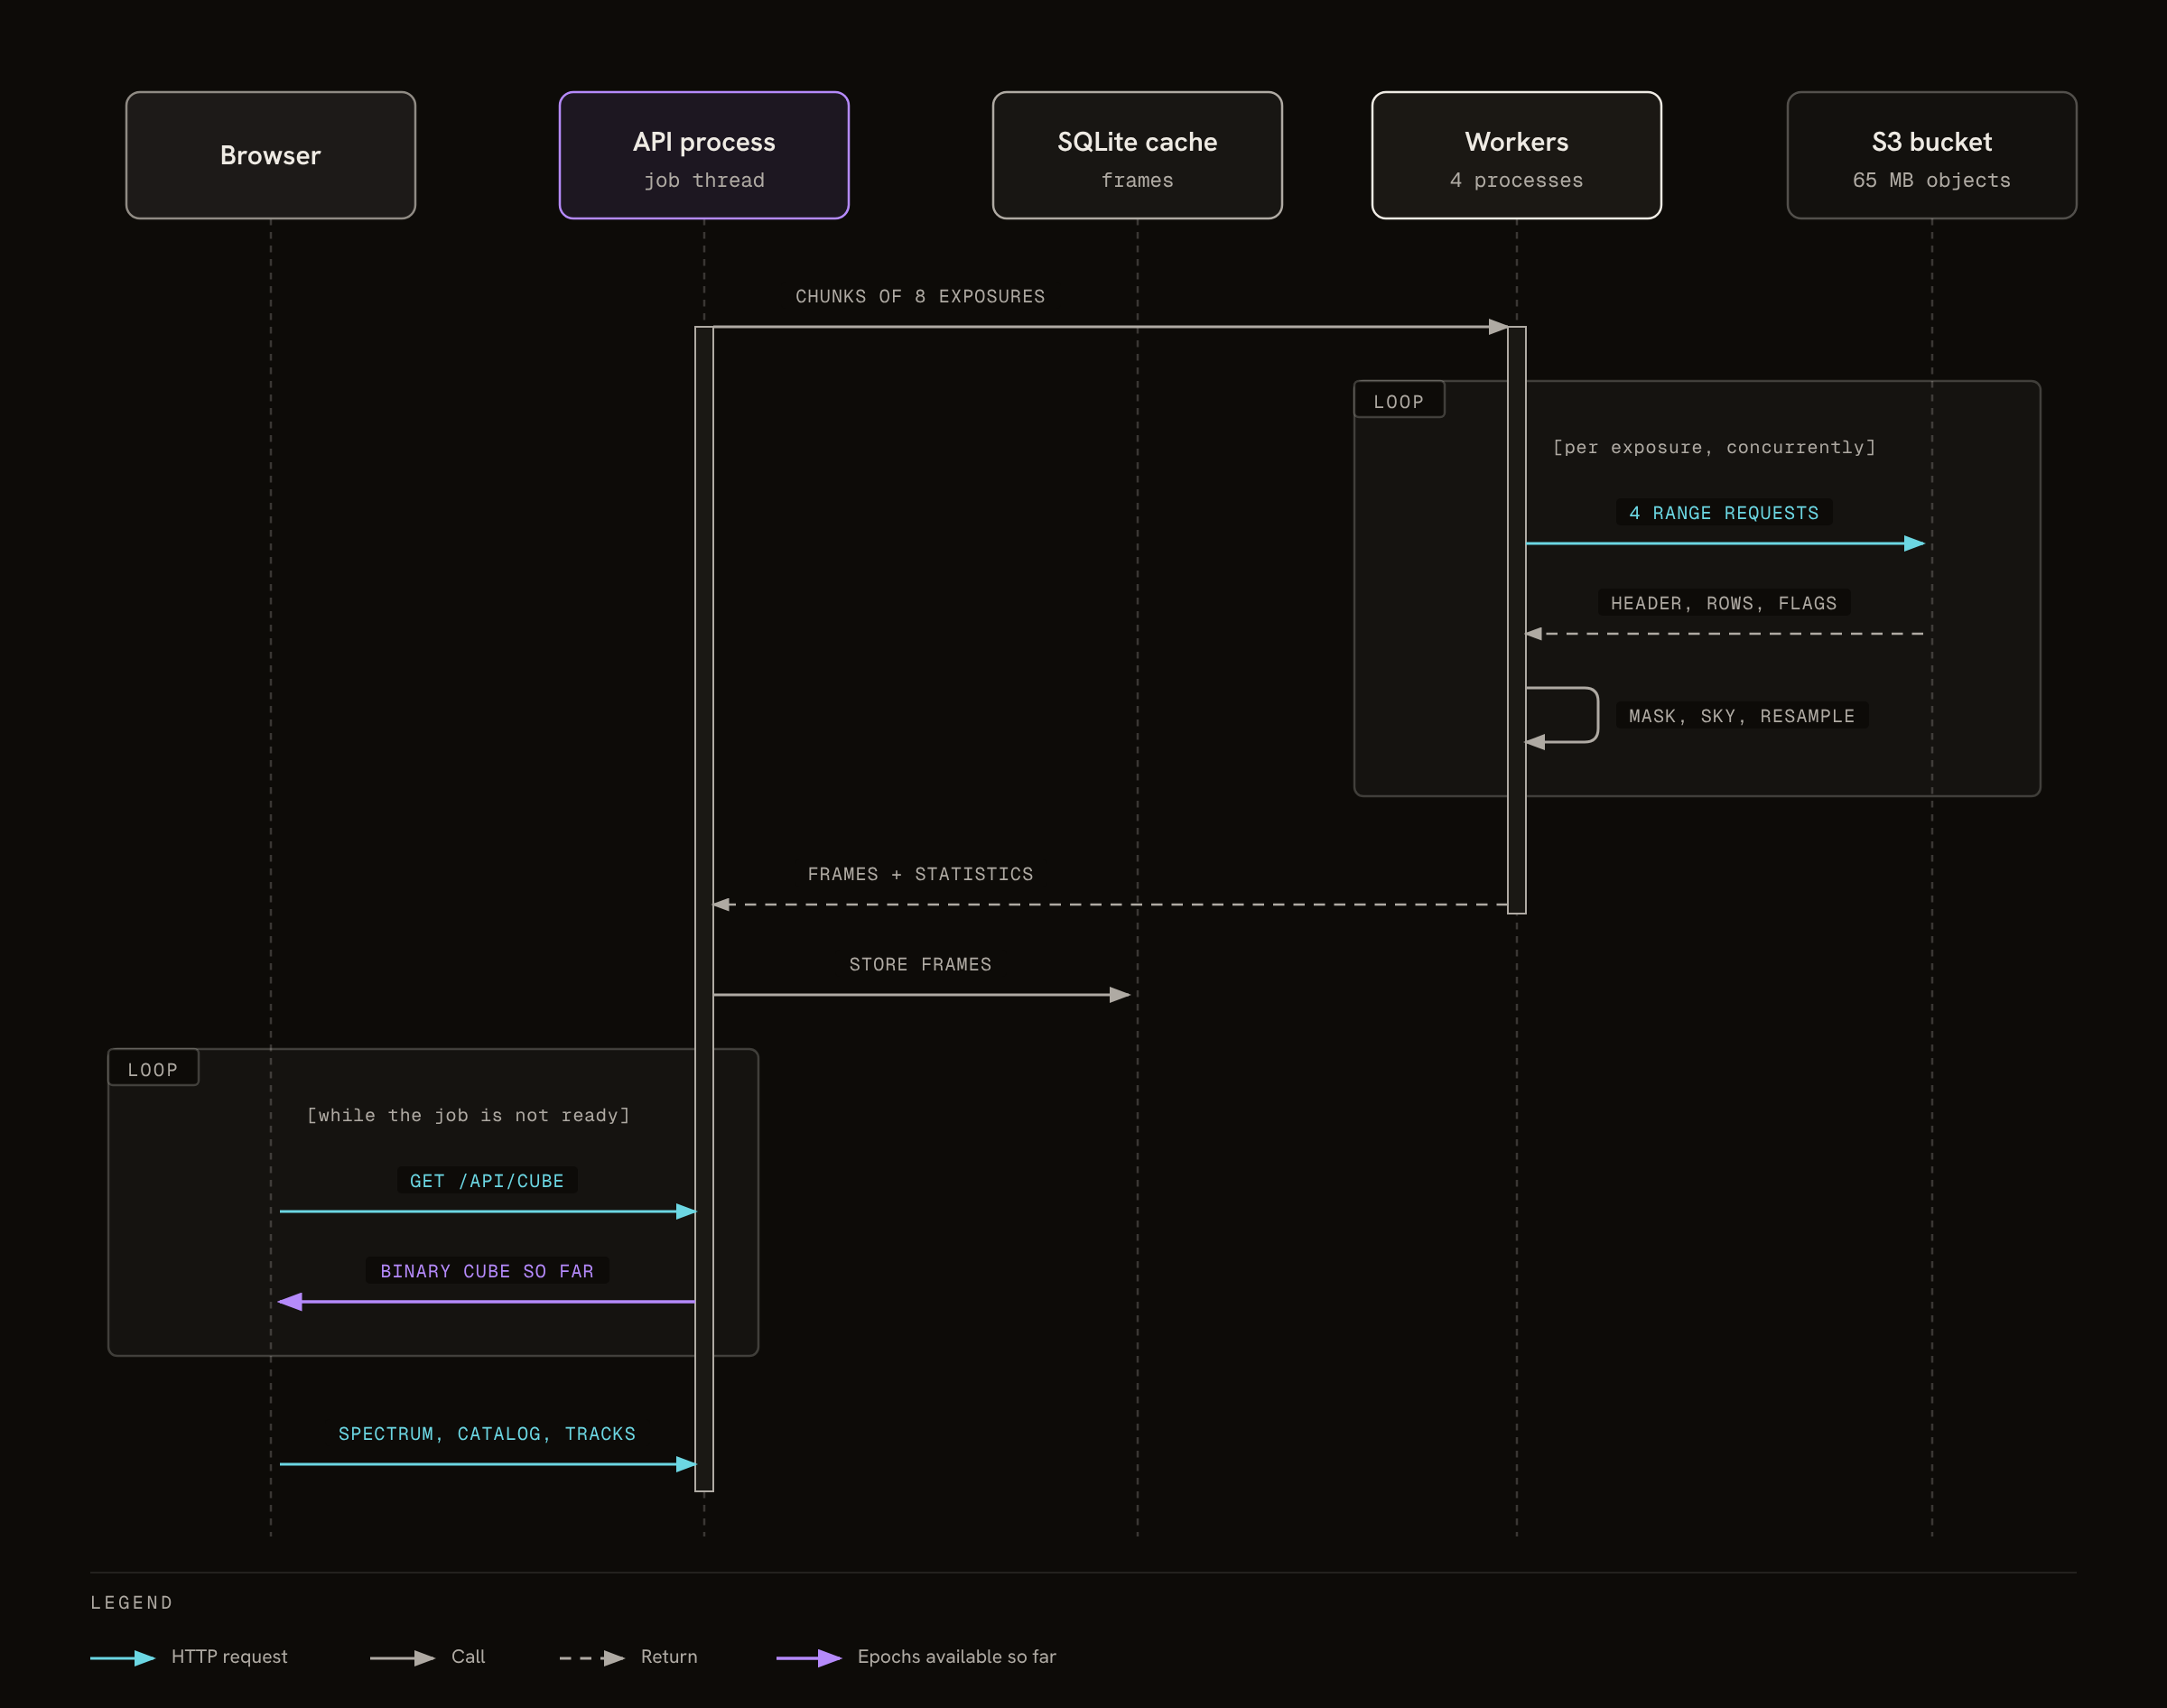 Browser
API process
job thread
SQLite cache
frames
Workers
4 processes
S3 bucket
65 MB objects
CHUNKS OF 8 EXPOSURES
LOOP
[per exposure, concurrently]
4 RANGE REQUESTS
HEADER, ROWS, FLAGS
MASK, SKY, RESAMPLE
FRAMES + STATISTICS
STORE FRAMES
LOOP
[while the job is not ready]
GET /API/CUBE
BINARY CUBE SO FAR
SPECTRUM, CATALOG, TRACKS
LEGEND
HTTP request
Call
Return
Epochs available so far